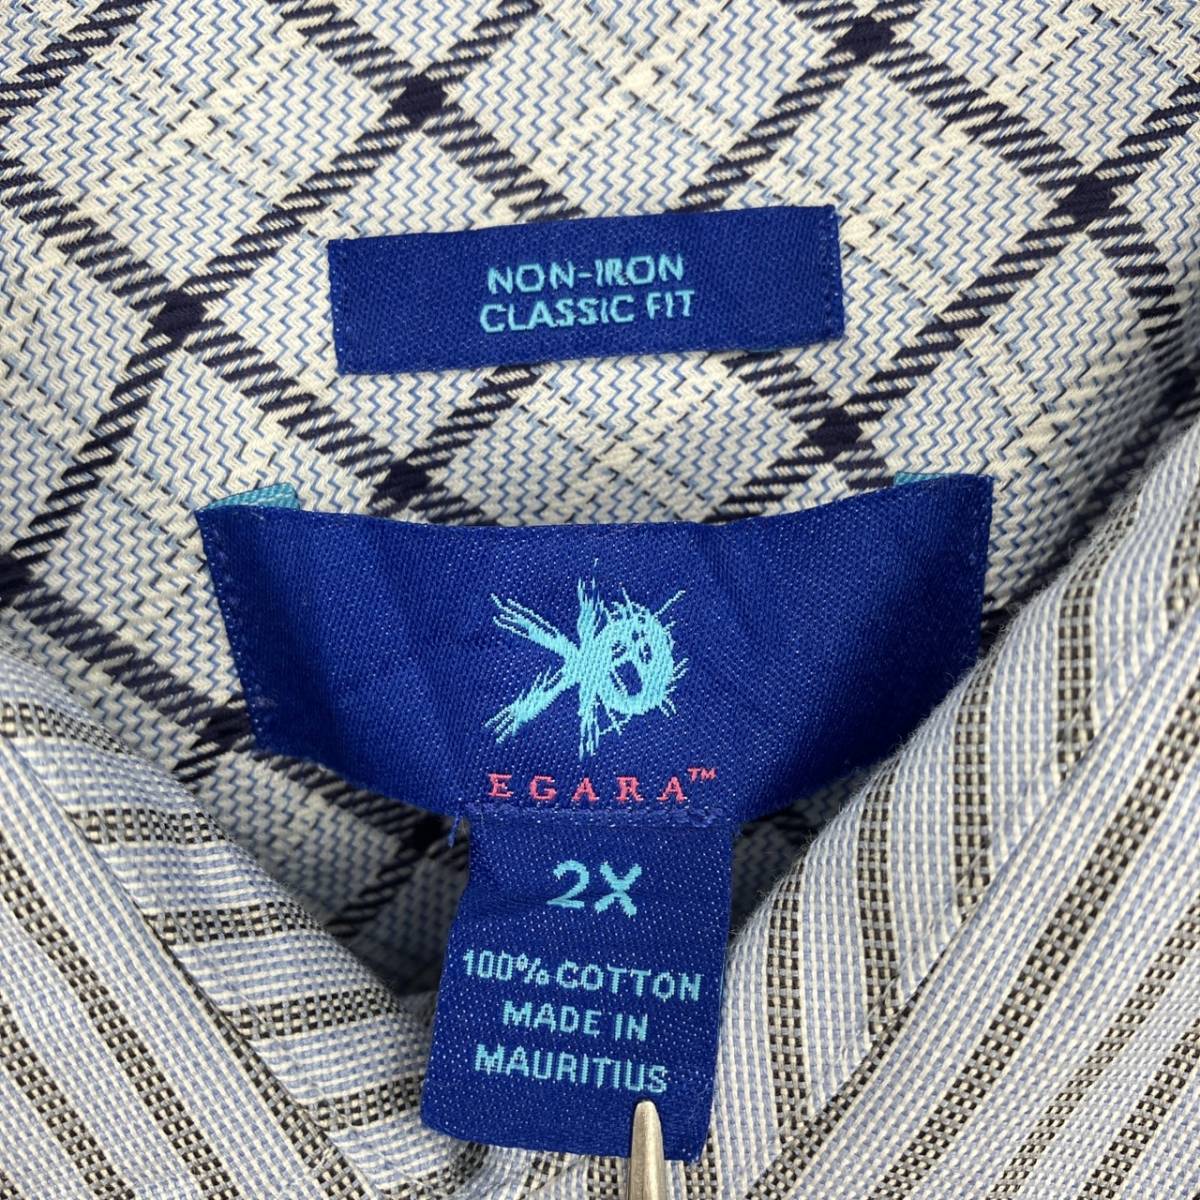 NON-IRON
CLASSIC FIT
EGARA™
2X
100% COTTON
MADE IN
MAURITIUS